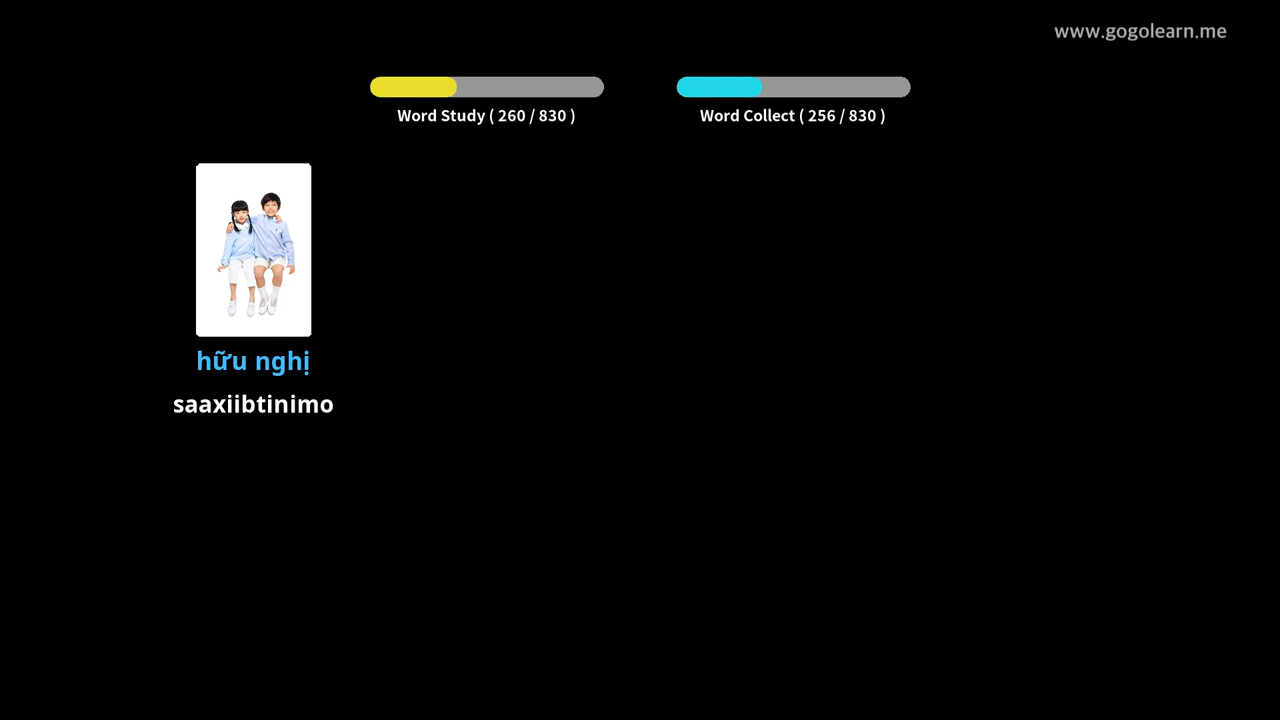 www.gogolearn.me
Word Study ( 260 / 830 )
Word Collect ( 256 / 830 )
hữu nghị
saaxiibtinimo